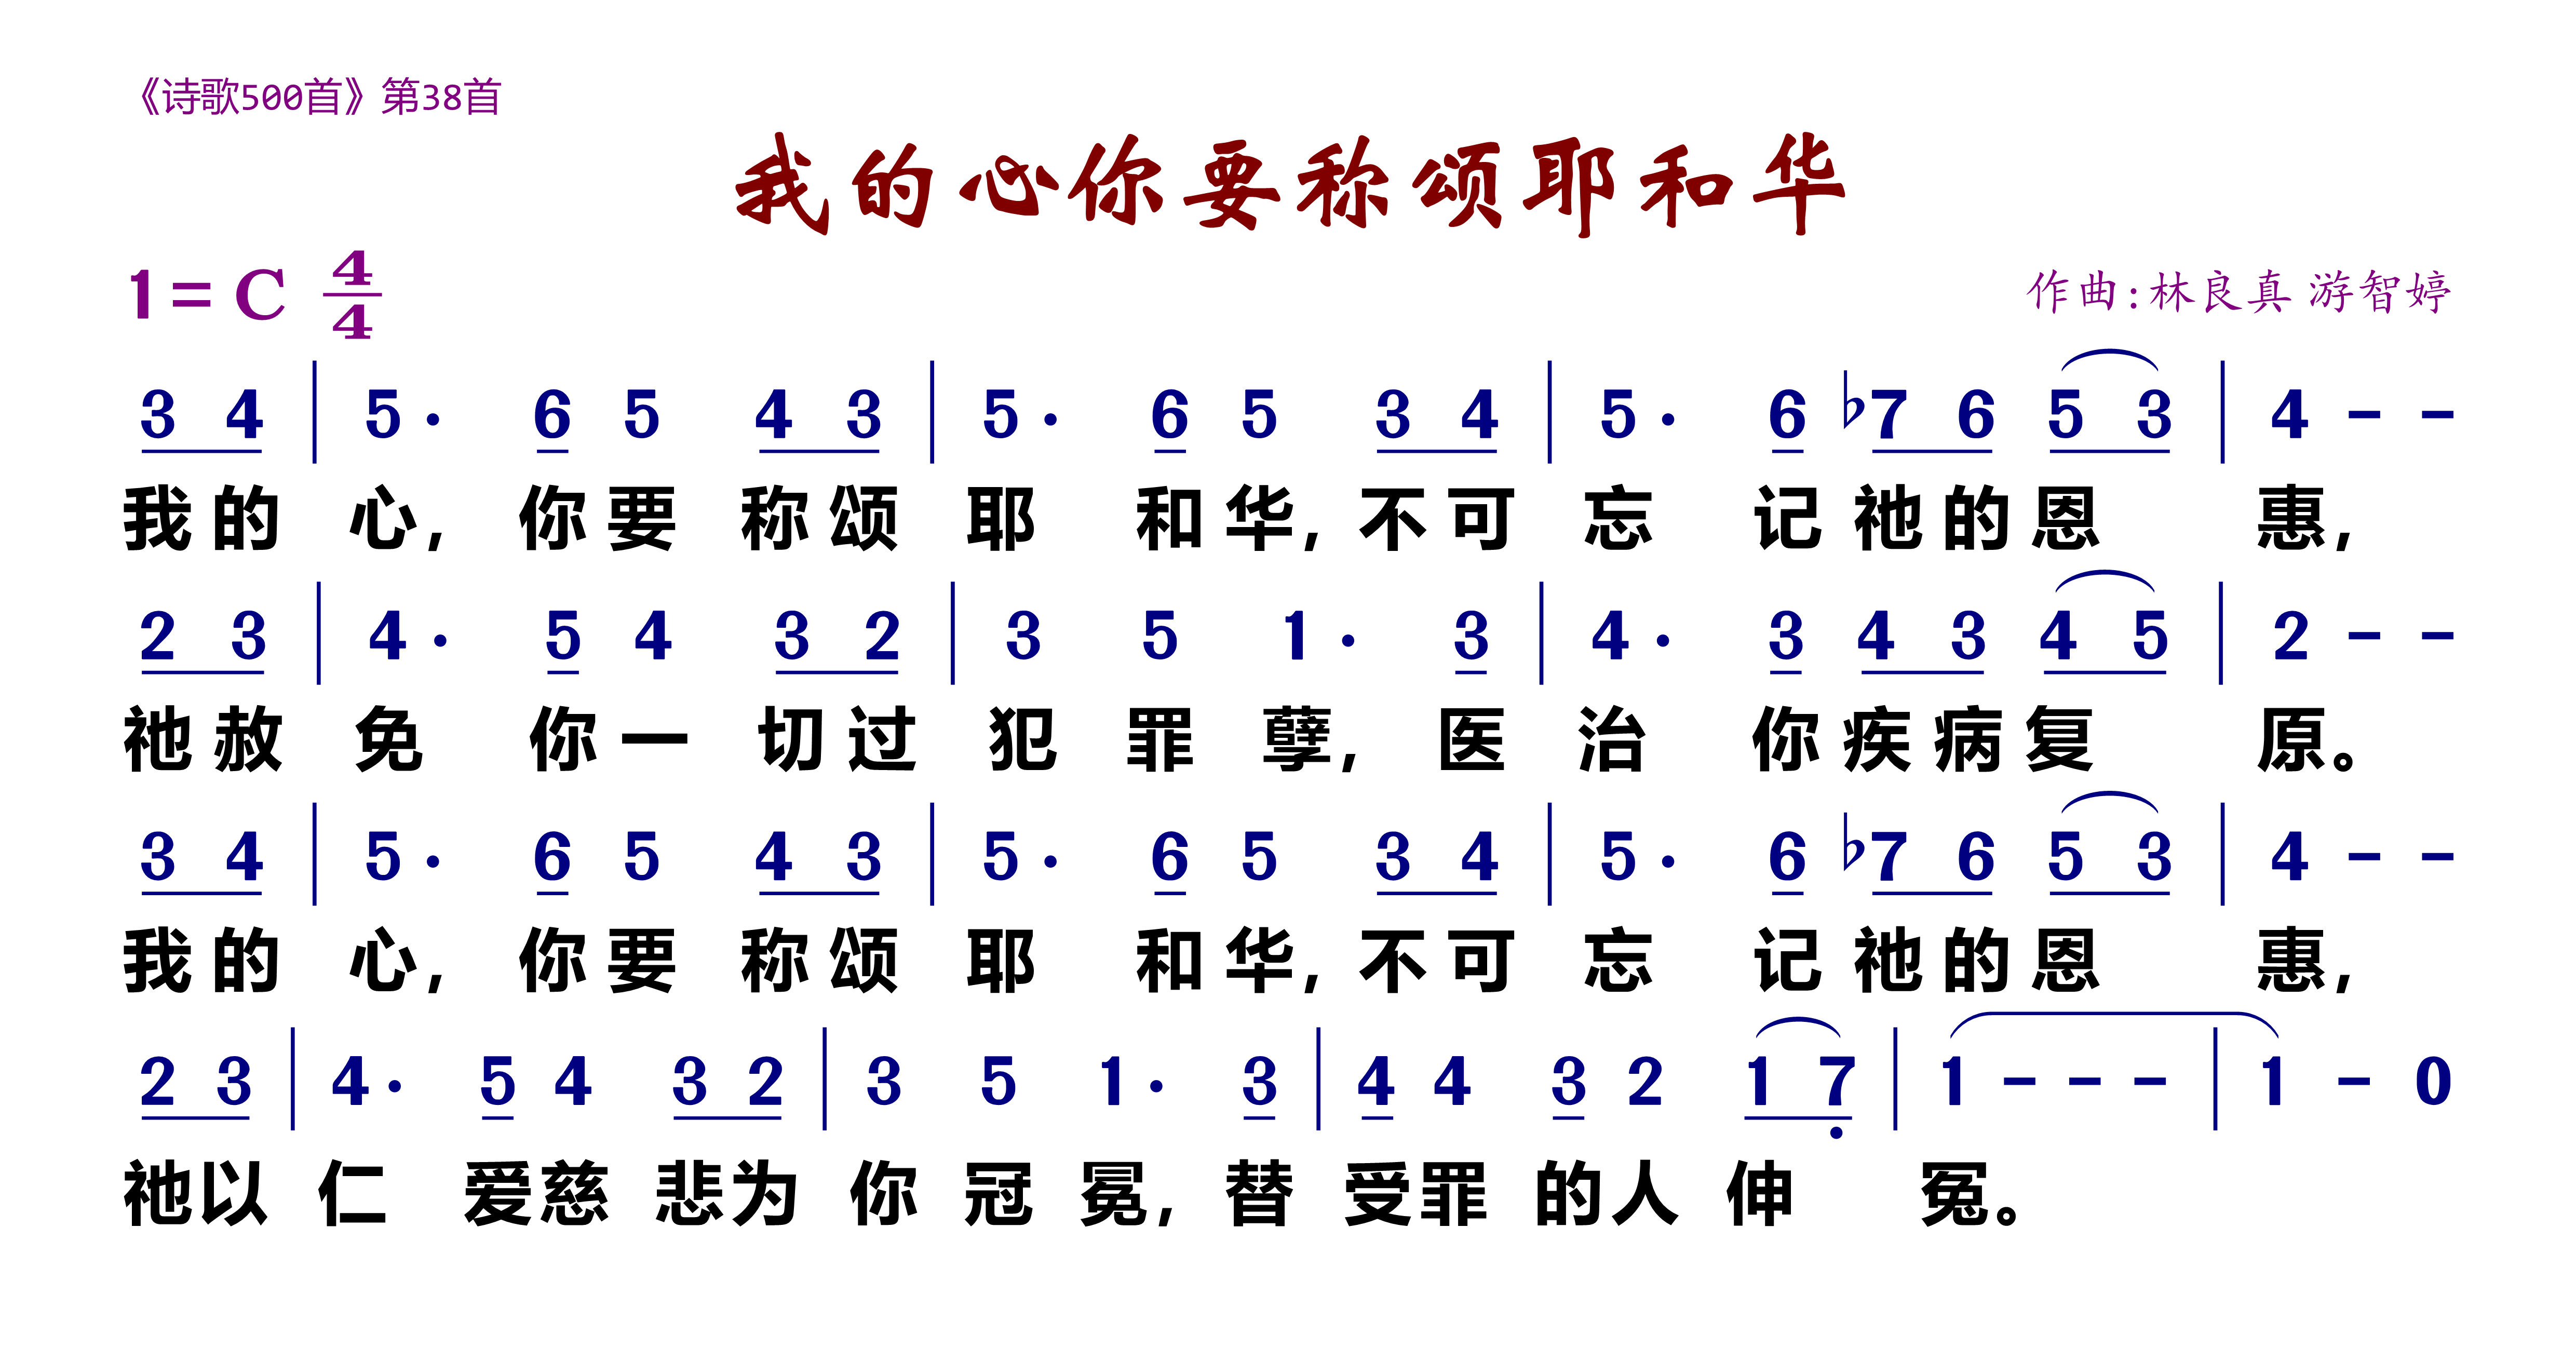 《诗歌500首》第38首
我的心你要称颂耶和华
1=C 4/4 作曲:林良真 游智婷
3 4 | 5· 6 5 4 3 | 5· 6 5 3 4 | 5· 6 ♭7 6 5 3 | 4 - -
我的 心, 你要 称颂 耶 和华,不可 忘 记祂的恩 惠,
2 3 | 4· 5 4 3 2 | 3 5 1· 3 | 4· 3 4 3 4 5 | 2 - -
祂赦 免 你一 切过 犯 罪 孽, 医 治 你疾病复 原。
3 4 | 5· 6 5 4 3 | 5· 6 5 3 4 | 5· 6 ♭7 6 5 3 | 4 - -
我的 心, 你要 称颂 耶 和华,不可 忘 记祂的恩 惠,
2 3 | 4· 5 4 3 2 | 3 5 1· 3 | 4 4 3 2 1 7̣ | 1 - - - | 1 - 0
祂以 仁 爱慈 悲为 你 冠 冕, 替 受罪 的人 伸 冤。